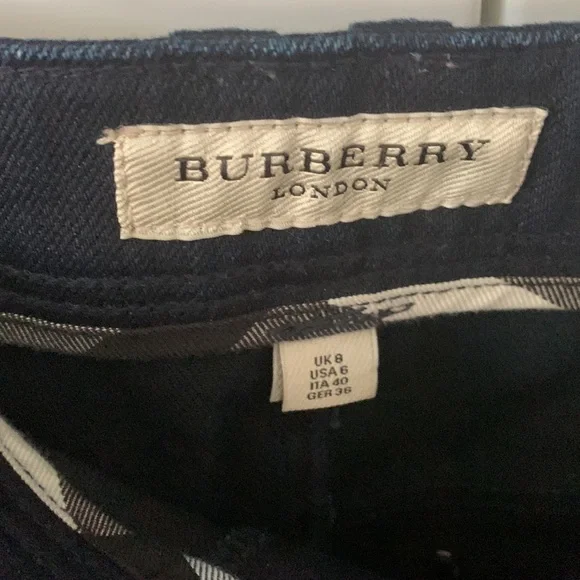 BURBERRY
LONDON
UK 8
USA 6
ITA 40
GER 36